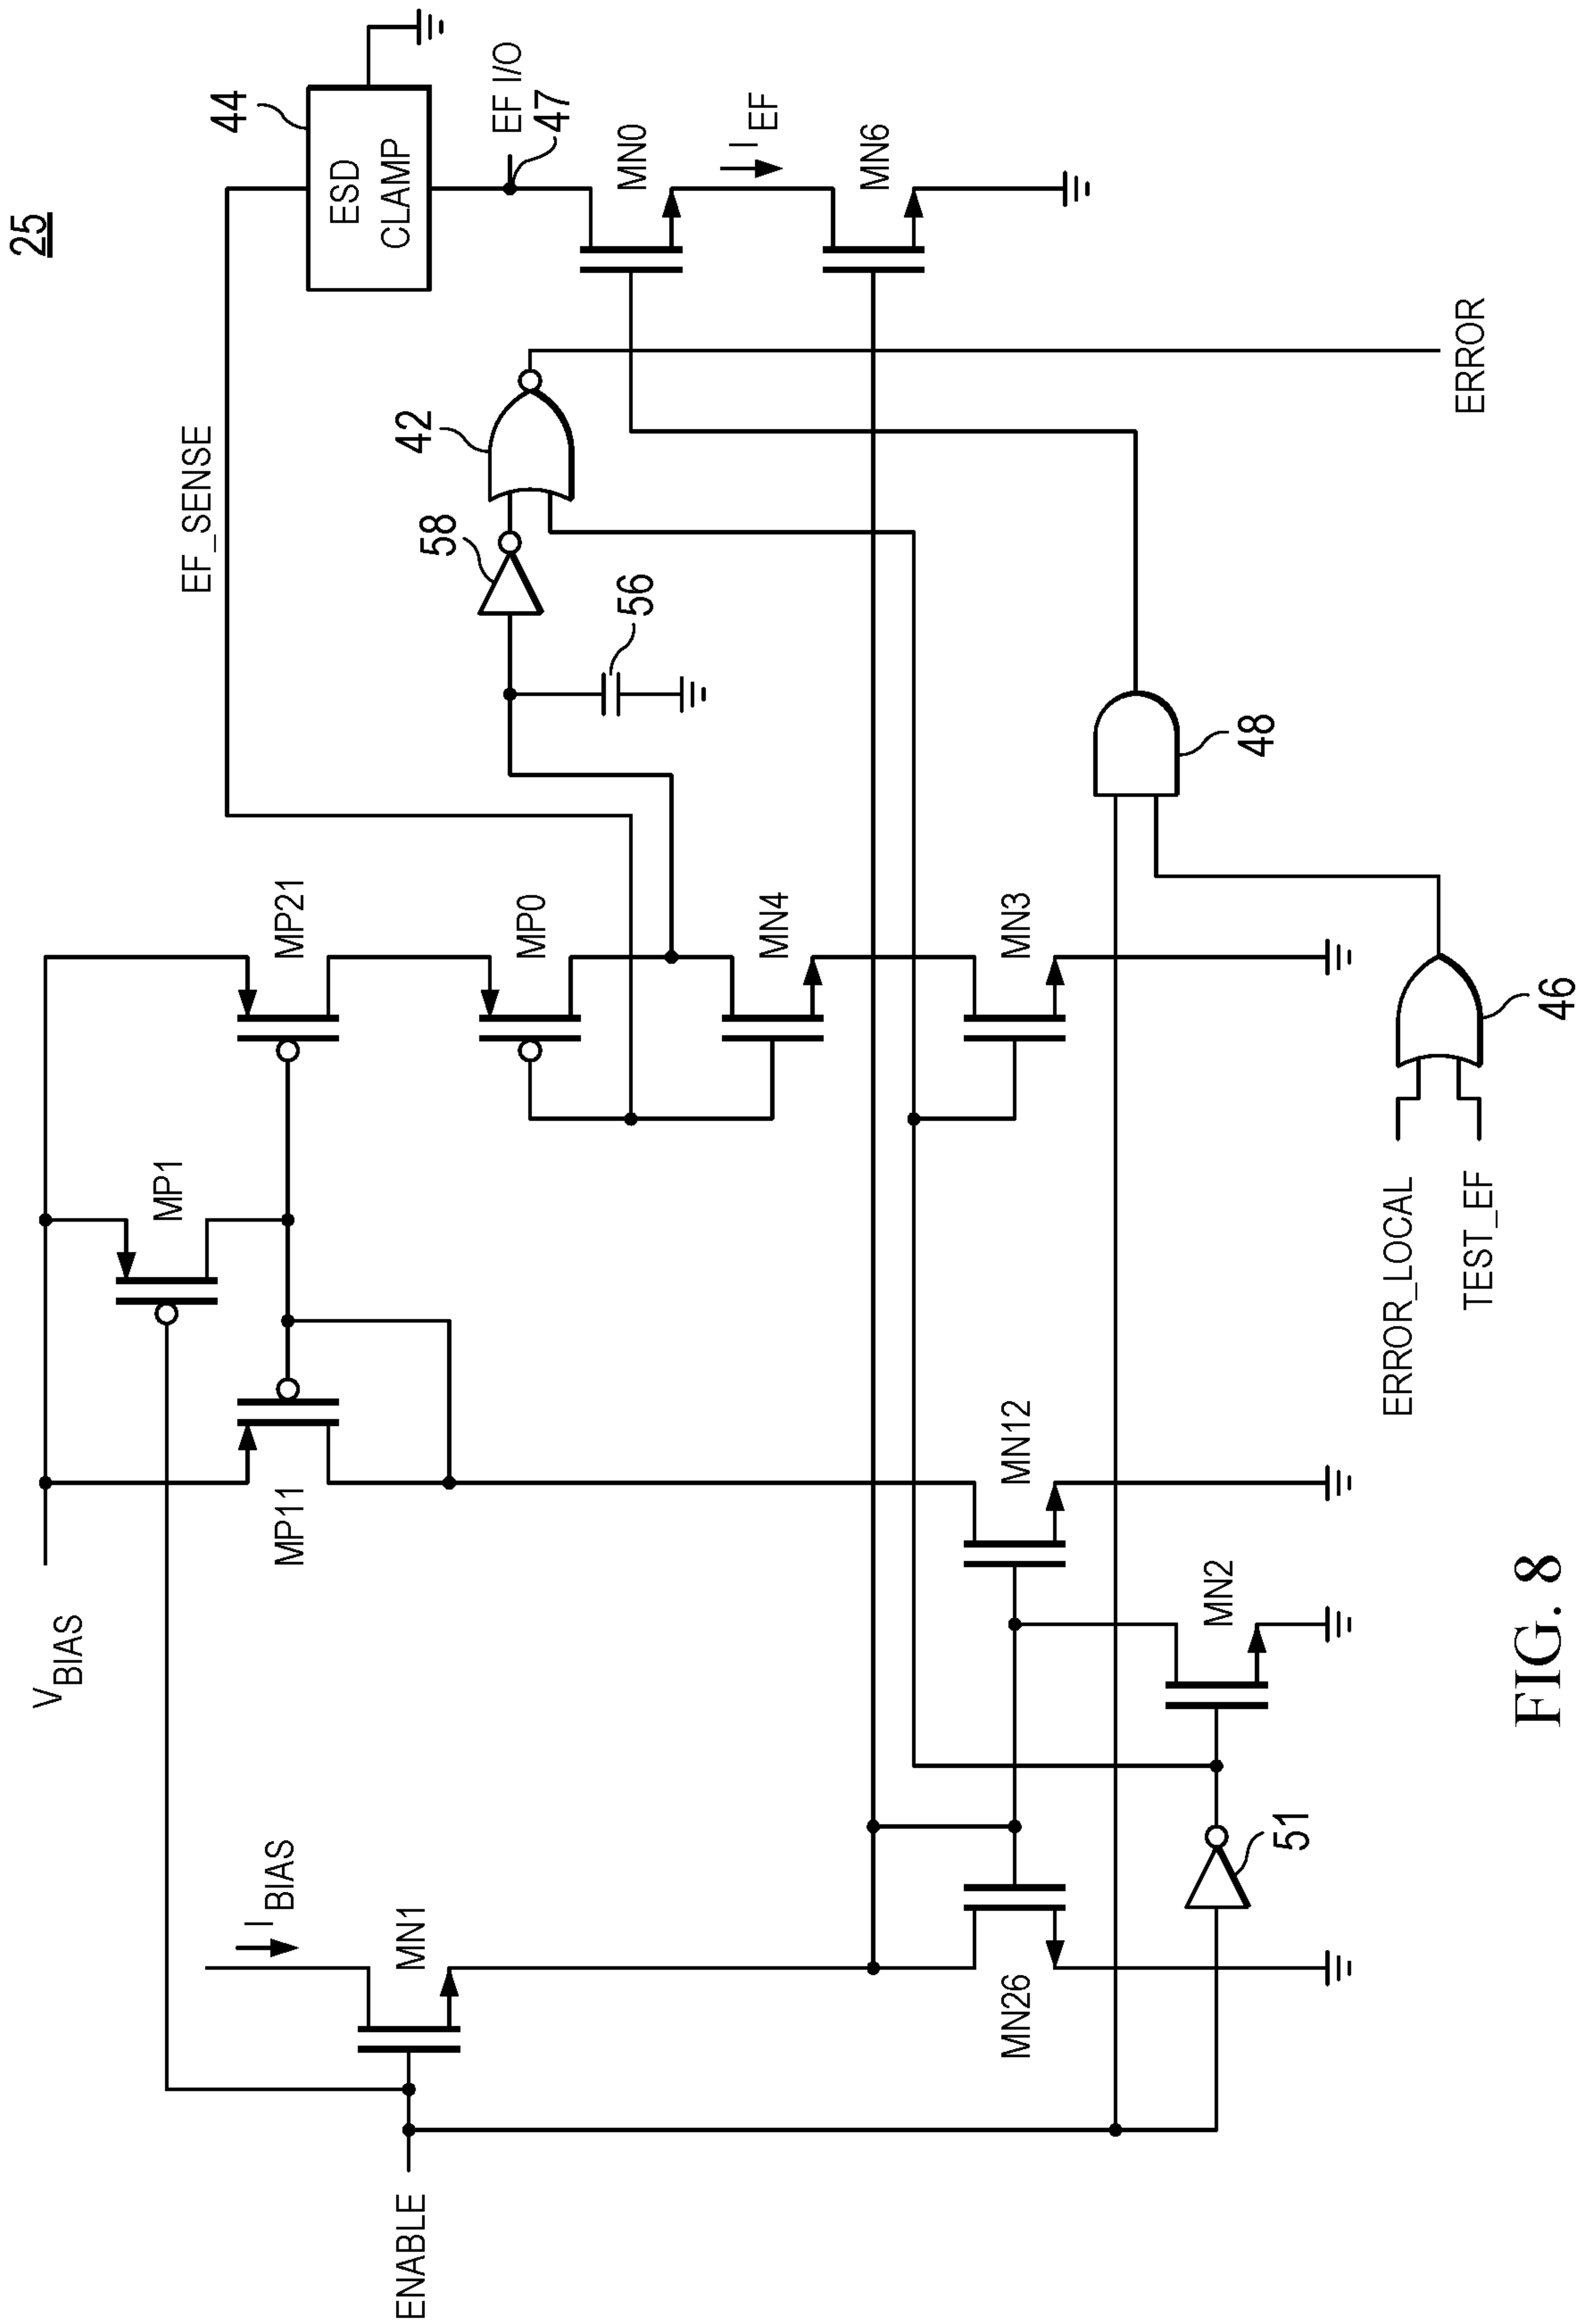 25
V BIAS
ENABLE
I BIAS
MN1
MP11
MP1
MP21
MP0
MN4
MN3
MN26
MN12
MN2
51
EF_SENSE
44
ESD
CLAMP
EF I/O
47
58
42
56
MN0
I EF
MN6
48
46
ERROR_LOCAL
TEST_EF
ERROR
FIG. 8